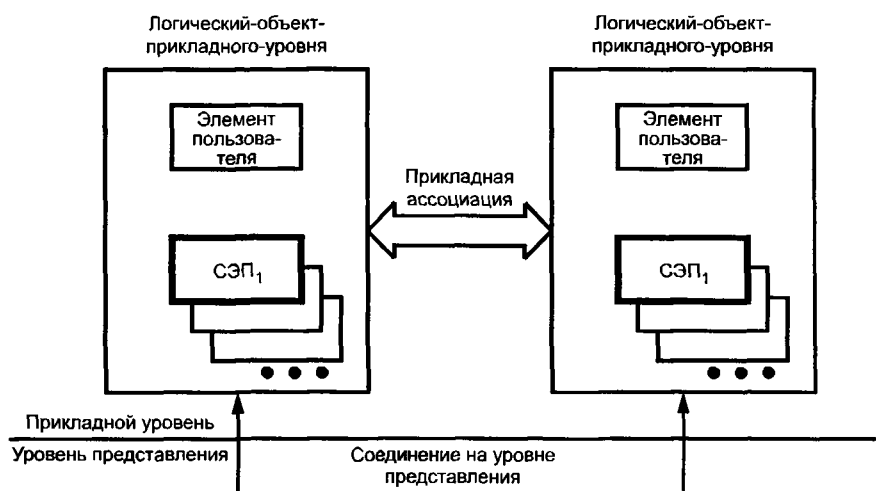 Логический-объект-
прикладного-уровня
Логический-объект-
прикладного-уровня
Элемент
пользова-
теля
Элемент
пользова-
теля
Прикладная
ассоциация
СЭП₁
СЭП₁
Прикладной уровень
Уровень представления
Соединение на уровне
представления